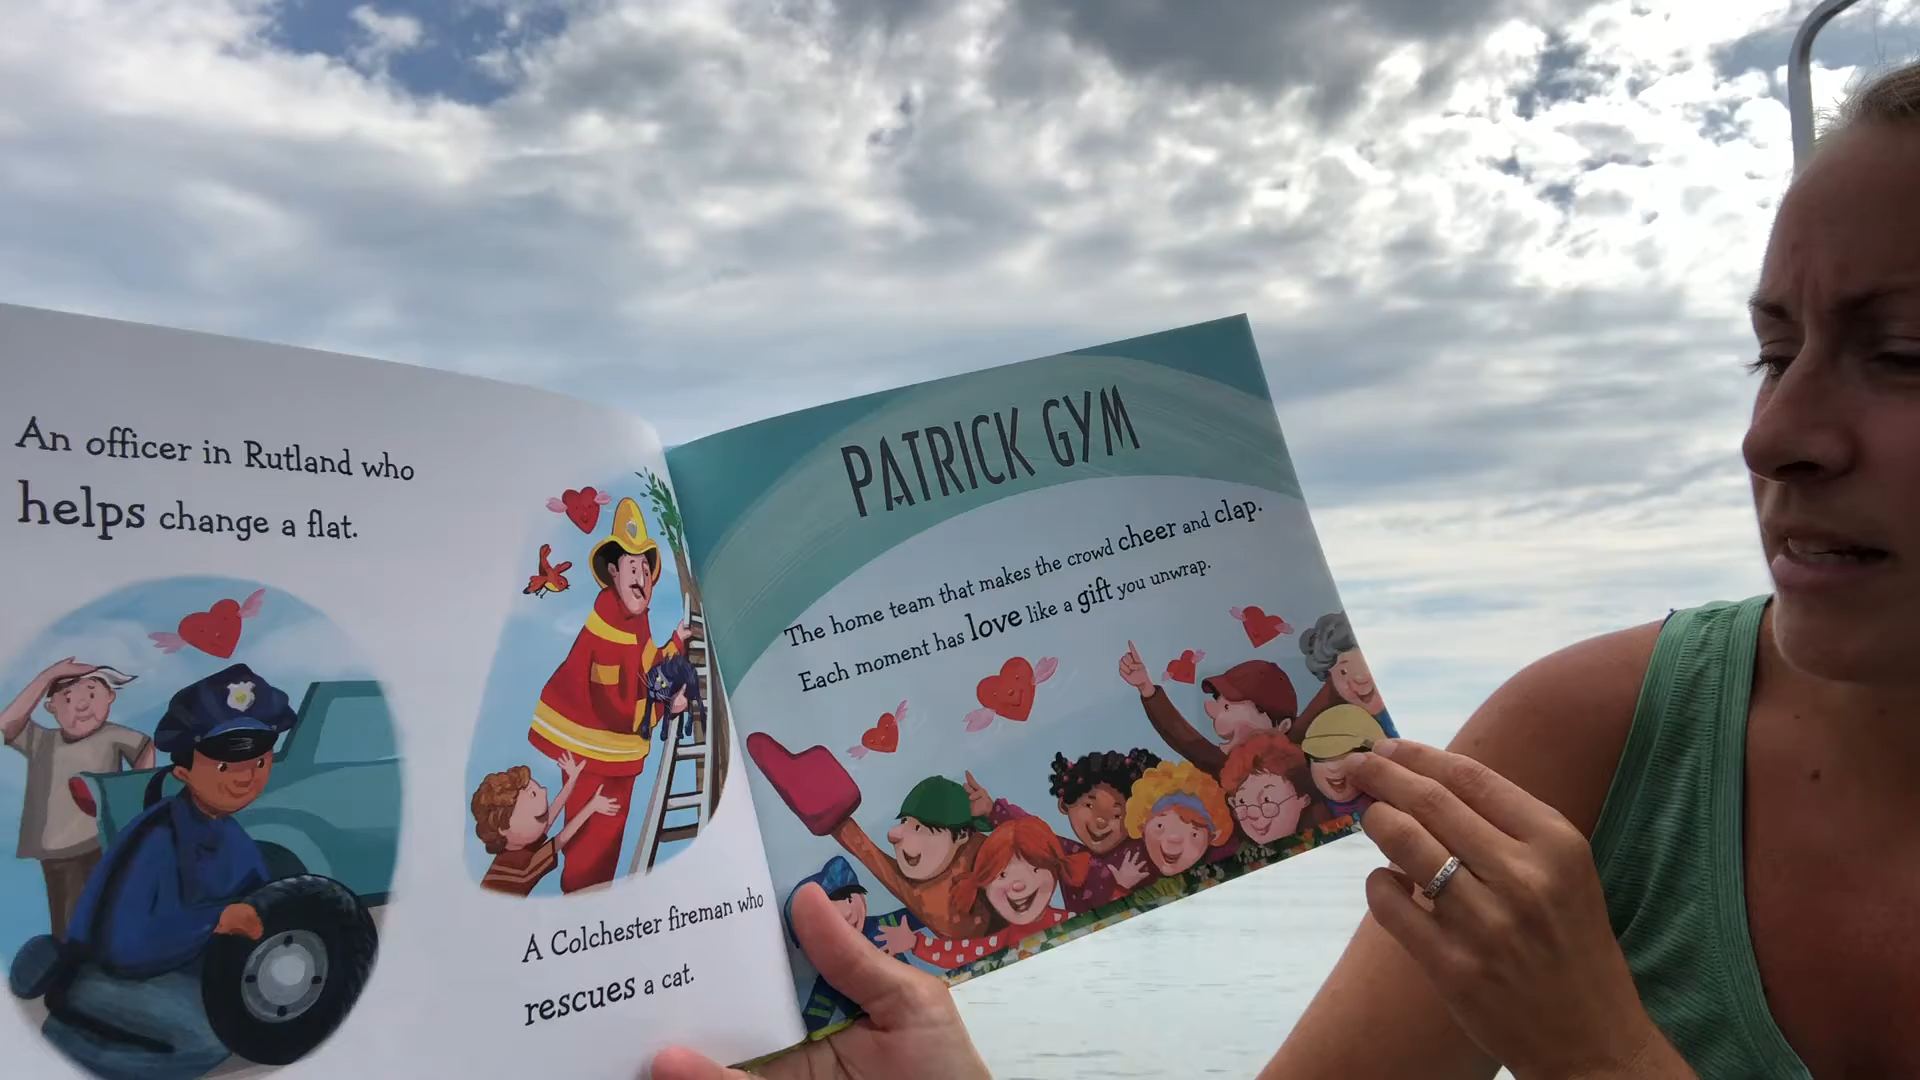 An officer in Rutland who
helps change a flat.
A Colchester fireman who
rescues a cat.
PATRICK GYM
The home team that makes the crowd cheer and clap.
Each moment has love like a gift you unwrap.